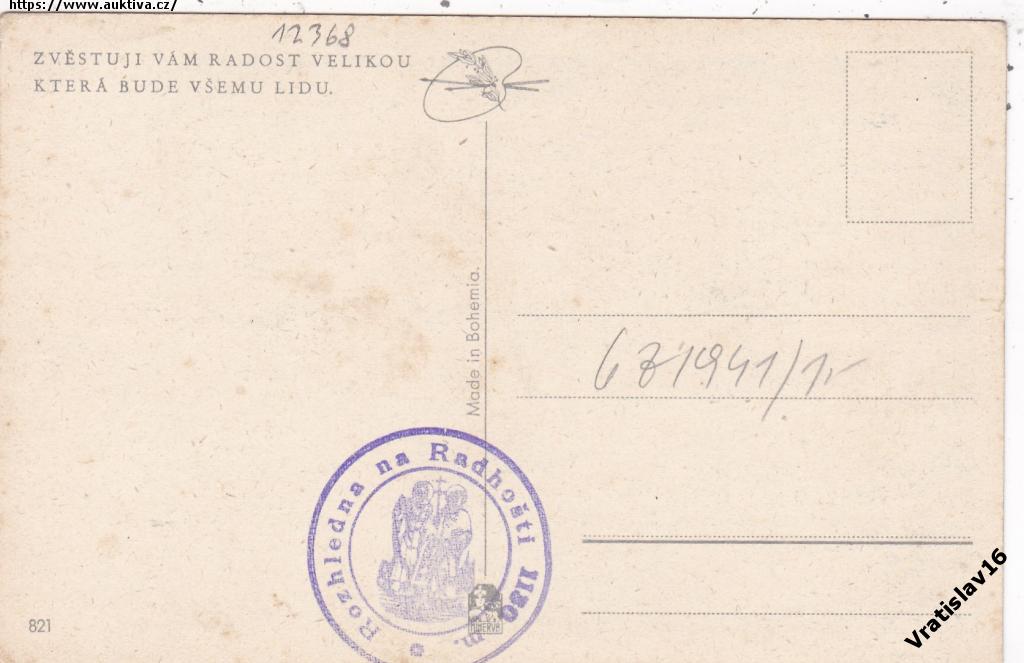 https://www.auktiva.cz/
12368
ZVĚSTUJI VÁM RADOST VELIKOU
KTERÁ BUDE VŠEMU LIDU.
Made in Bohemia.
Rozhledna na Radhošti 1130 m.
MINERVA
821
Vratislav16